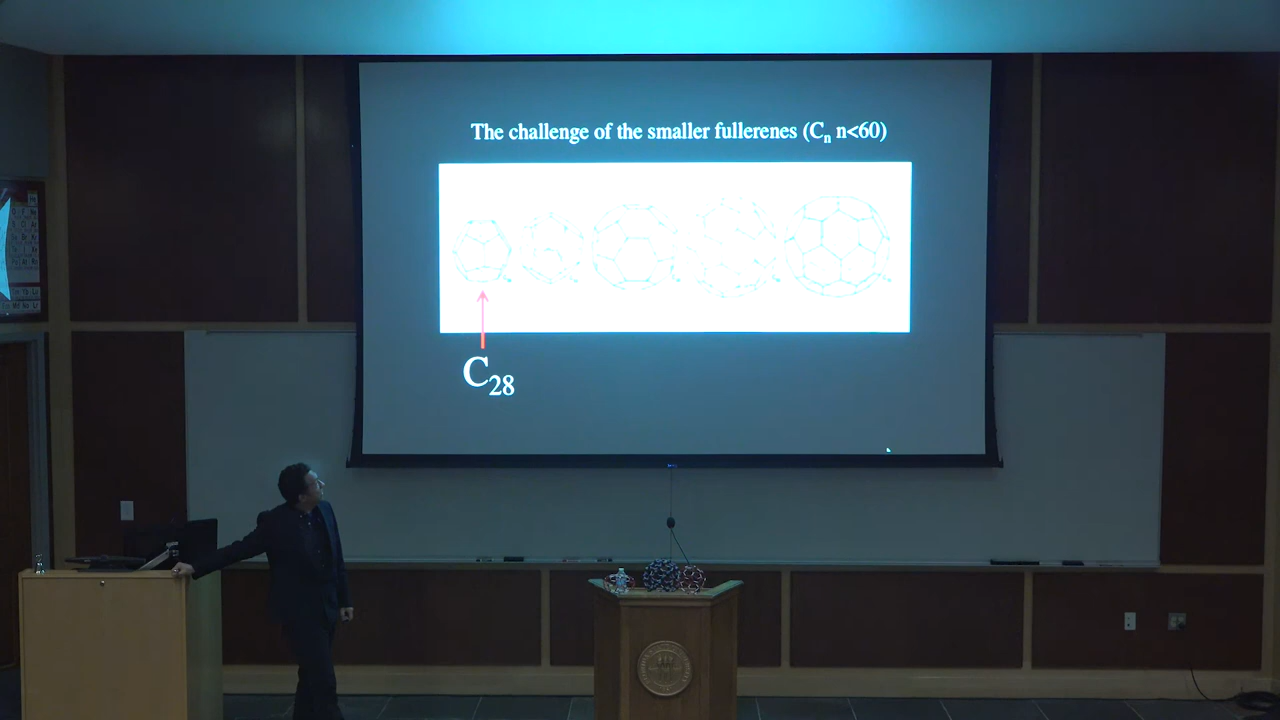 The challenge of the smaller fullerenes (Cₙ n<60)
C₂₈